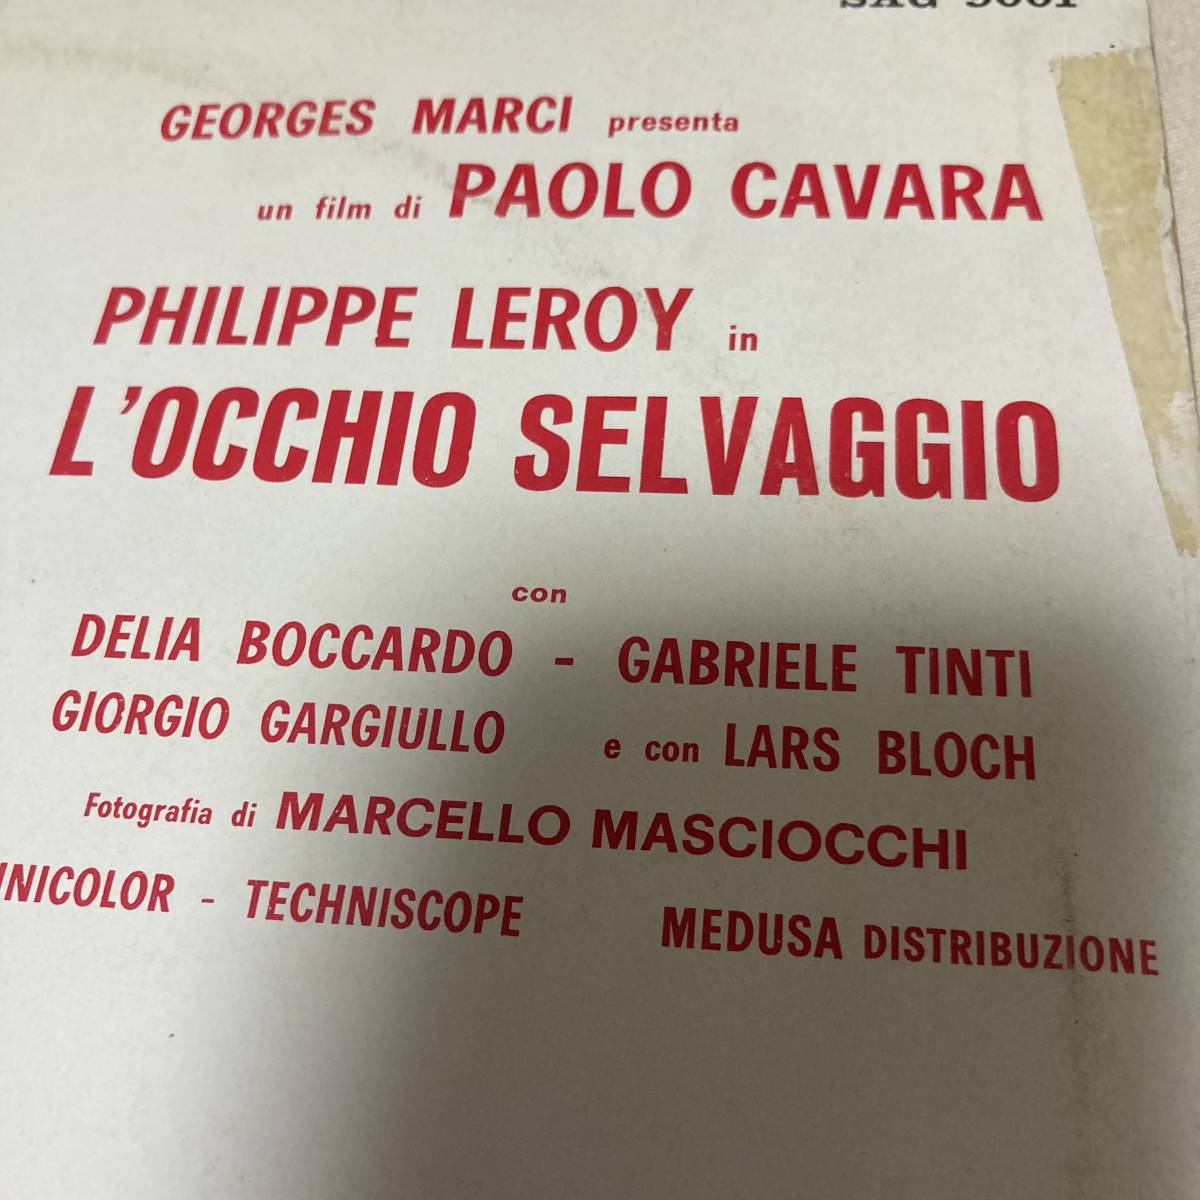 GEORGES MARCI presenta
un film di PAOLO CAVARA
PHILIPPE LEROY in
L'OCCHIO SELVAGGIO
con
DELIA BOCCARDO - GABRIELE TINTI
GIORGIO GARGIULLO e con LARS BLOCH
Fotografia di MARCELLO MASCIOCCHI
NICOLOR - TECHNISCOPE MEDUSA DISTRIBUZIONE